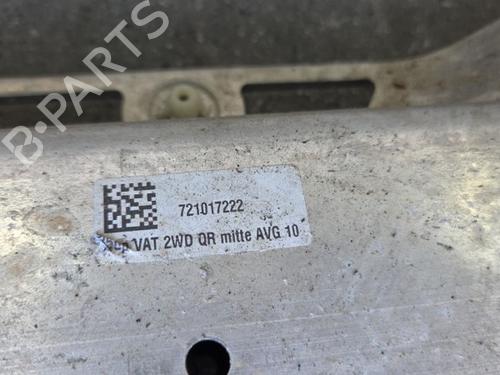 B-PARTS
721017222
VAT 2WD QR mitte AVG 10